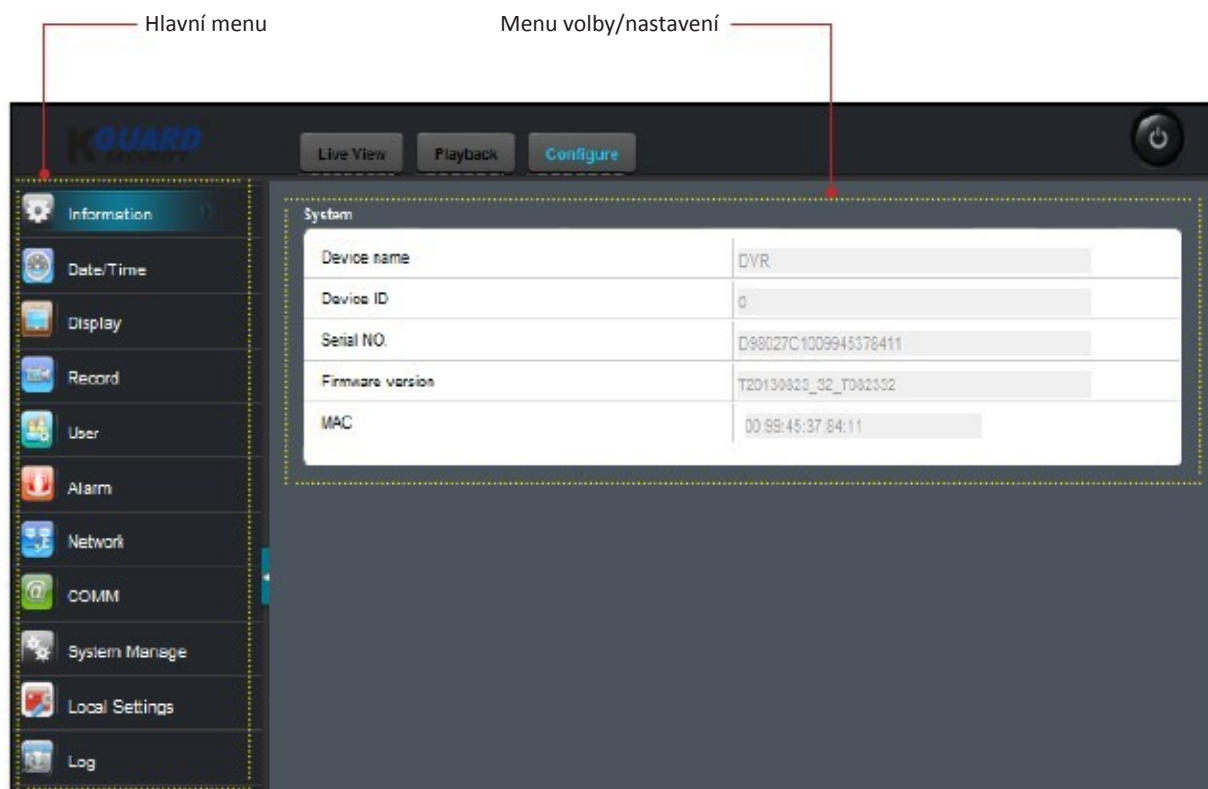 Hlavní menu
Menu volby/nastavení
KGUARD
SECURITY
Live View
Playback
Configure
Information
Date/Time
Display
Record
User
Alarm
Network
COMM
System Manage
Local Settings
Log
System
Device name
DVR
Device ID
0
Serial NO.
D98027C1009945378411
Firmware version
T20130823_32_T082332
MAC
00:99:45:37:84:11